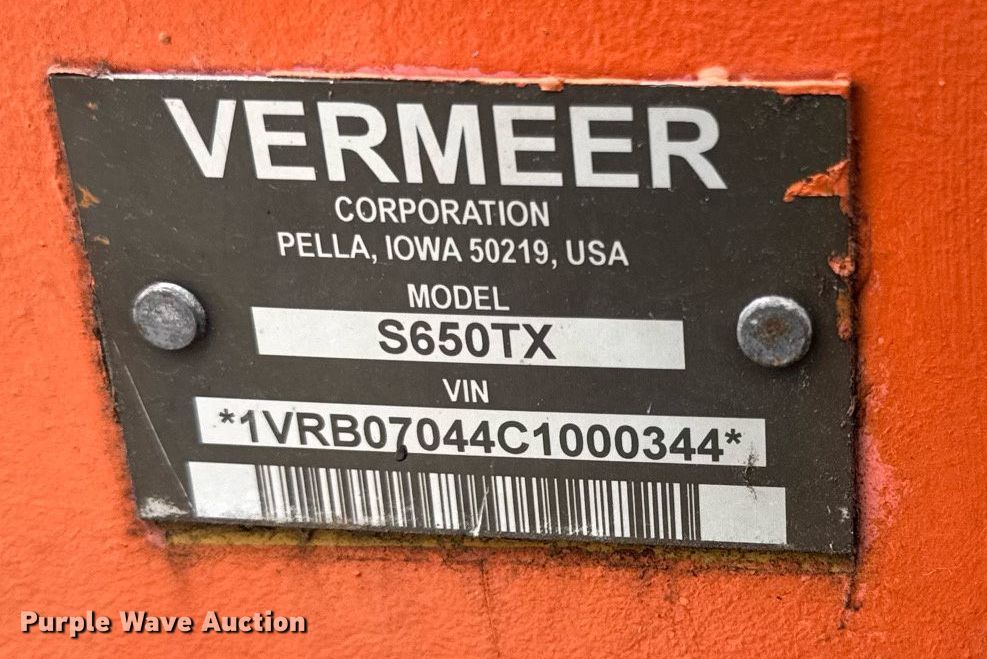 VERMEER
CORPORATION
PELLA, IOWA 50219, USA
MODEL
S650TX
VIN
*1VRB07044C1000344*
Purple Wave Auction